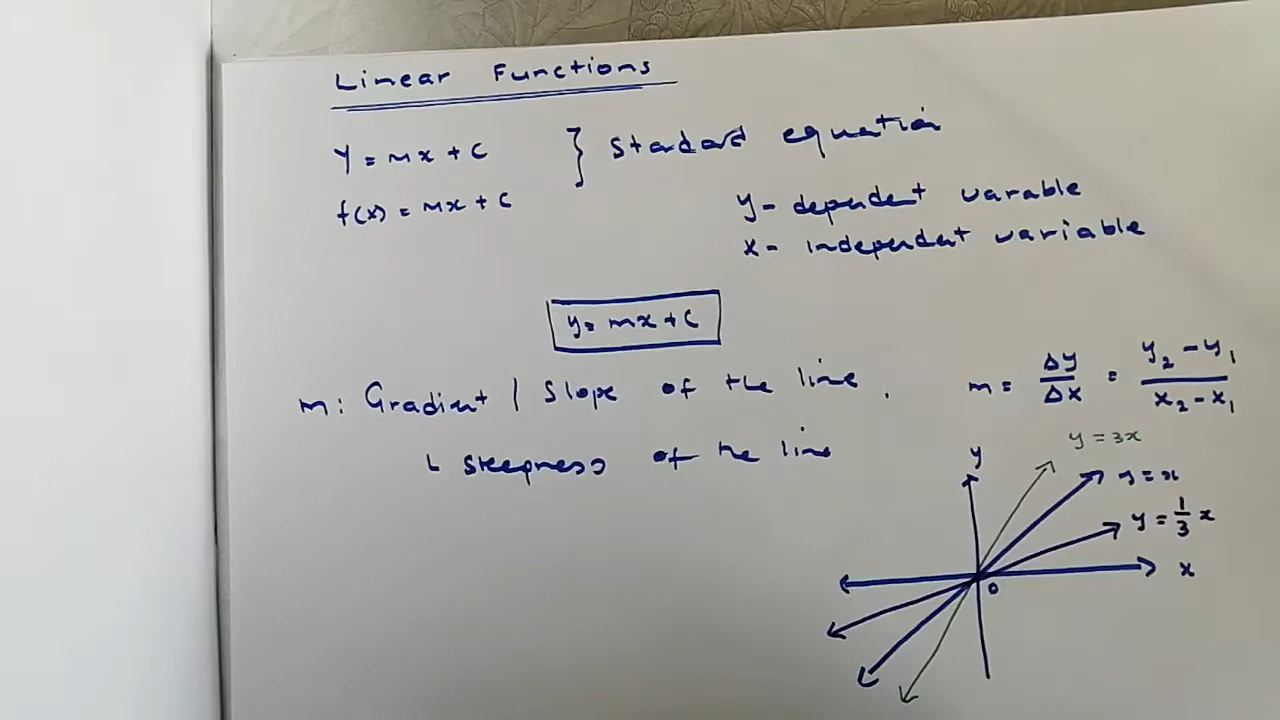 Linear Functions
Y = mx + c } Standard equation
f(x) = mx + c
y - dependent varable
x - independent variable
y = mx + c
m : Gradient | Slope of the line . m = Δy/Δx = y₂ - y₁ / x₂ - x₁
↳ steepness of the line
y = 3x
y
y = x
y = 1/3 x
x
0